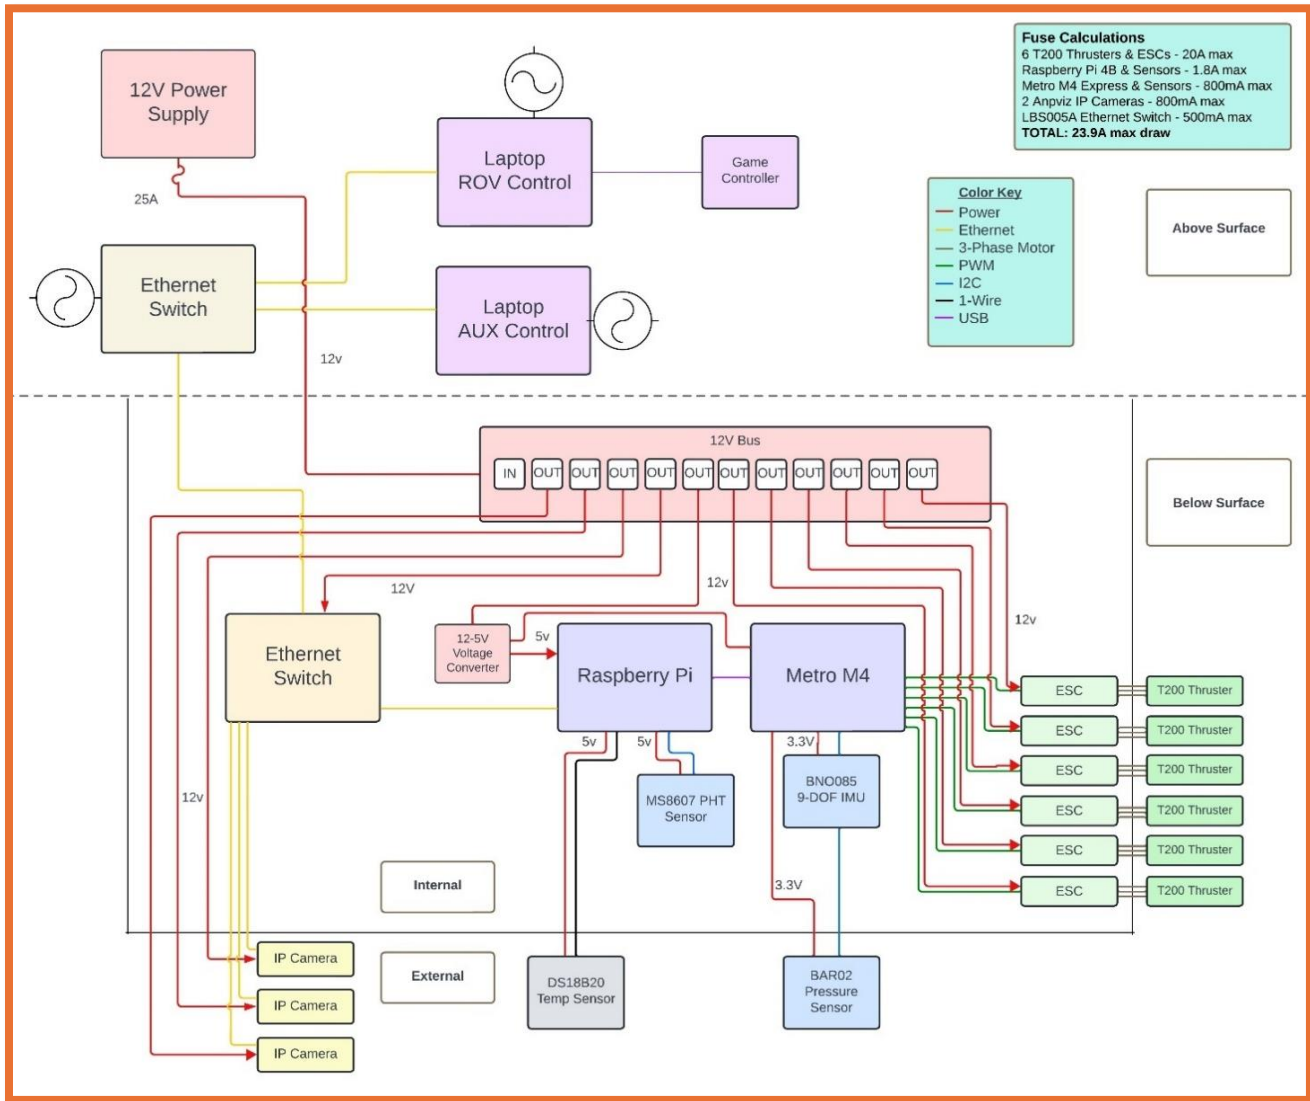 12V Power
Supply
25A
Laptop
ROV Control
Game
Controller
Fuse Calculations
6 T200 Thrusters & ESCs - 20A max
Raspberry Pi 4B & Sensors - 1.8A max
Metro M4 Express & Sensors - 800mA max
2 Anpviz IP Cameras - 800mA max
LBS005A Ethernet Switch - 500mA max
TOTAL: 23.9A max draw
Color Key
Power
Ethernet
3-Phase Motor
PWM
I2C
1-Wire
USB
Above Surface
Ethernet
Switch
Laptop
AUX Control
12v
12V Bus
IN OUT OUT OUT OUT OUT OUT OUT OUT OUT OUT OUT
Below Surface
12V
12v
12v
Ethernet
Switch
12-5V
Voltage
Converter
5v
Raspberry Pi
Metro M4
ESC
T200 Thruster
ESC
T200 Thruster
ESC
T200 Thruster
ESC
T200 Thruster
ESC
T200 Thruster
ESC
T200 Thruster
5v
5v
3.3V
MS8607 PHT
Sensor
BNO085
9-DOF IMU
12v
3.3V
Internal
External
IP Camera
IP Camera
IP Camera
DS18B20
Temp Sensor
BAR02
Pressure
Sensor